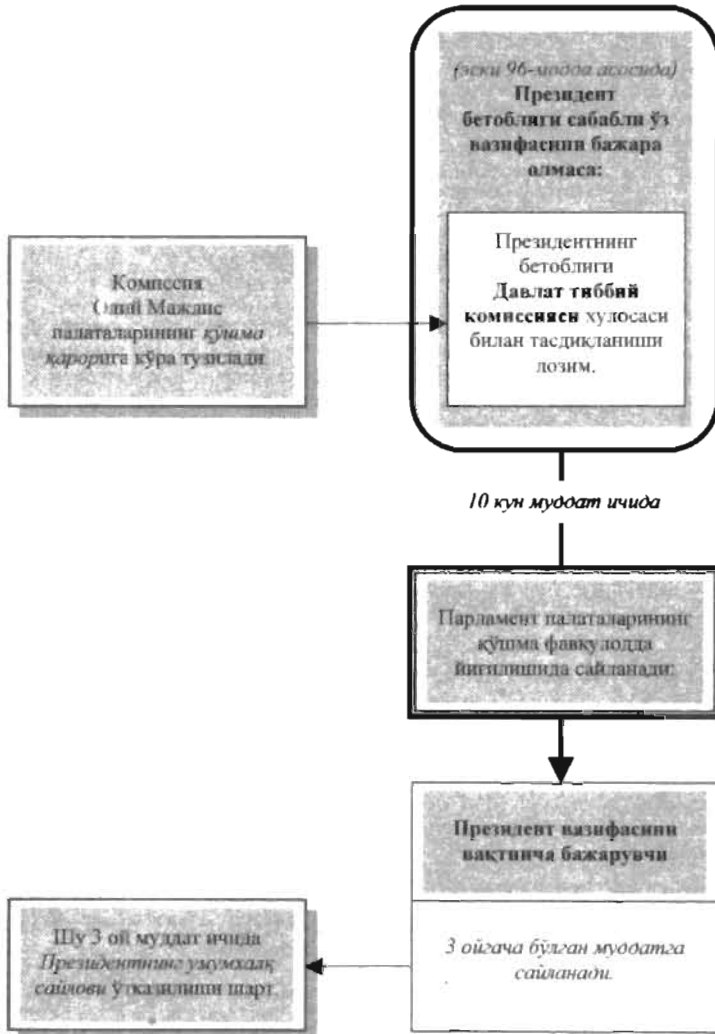 (эски 96-модда асосида)
Президент
бетоблиги сабабли ўз
вазифасини бажара
олмаса:
Комиссия
Олий Мажлис
палаталарининг қўшма
қарорига кўра тузилади
Президентнинг
бетоблиги
Давлат тиббий
комиссияси хулосаси
билан тасдиқланиши
лозим.
10 кун муддат ичида
Парламент палаталарининг
қўшма фавқулодда
йиғилишида сайланади:
Президент вазифасини
вақтинча бажарувчи
3 ойгача бўлган муддатга
сайланади.
Шу 3 ой муддат ичида
Президентнинг умумхалқ
сайлови ўтказилиши шарт.